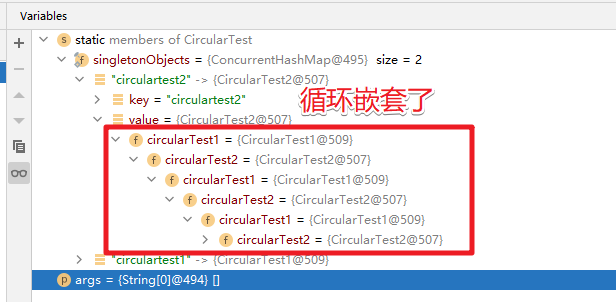 Variables
static members of CircularTest
singletonObjects = {ConcurrentHashMap@495} size = 2
"circulartest2" -> {CircularTest2@507}
key = "circulartest2"
循环嵌套了
value = {CircularTest2@507}
circularTest1 = {CircularTest1@509}
circularTest2 = {CircularTest2@507}
circularTest1 = {CircularTest1@509}
circularTest2 = {CircularTest2@507}
circularTest1 = {CircularTest1@509}
circularTest2 = {CircularTest2@507}
"circulartest1" -> {CircularTest1@509}
args = {String[0]@494} []